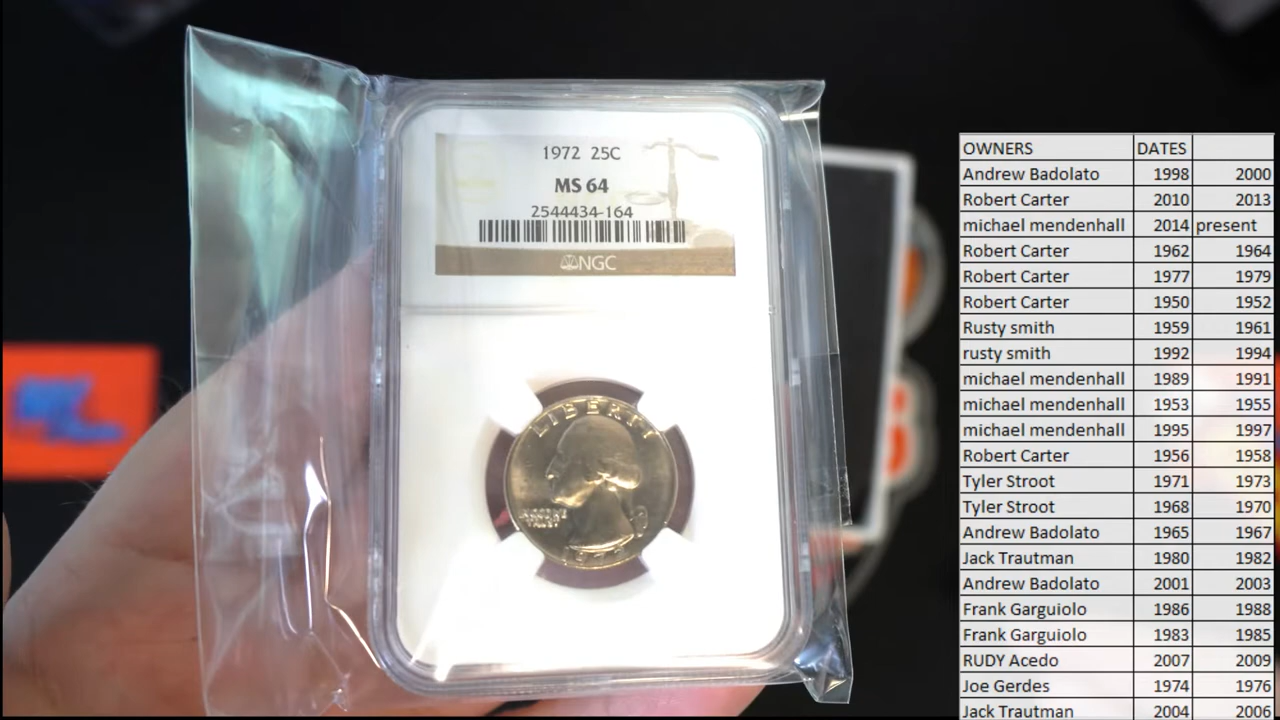 1972 25C
MS 64
2544434-164
NGC
LIBERTY
OWNERS DATES
Andrew Badolato 1998 2000
Robert Carter 2010 2013
michael mendenhall 2014 present
Robert Carter 1962 1964
Robert Carter 1977 1979
Robert Carter 1950 1952
Rusty smith 1959 1961
rusty smith 1992 1994
michael mendenhall 1989 1991
michael mendenhall 1953 1955
michael mendenhall 1995 1997
Robert Carter 1956 1958
Tyler Stroot 1971 1973
Tyler Stroot 1968 1970
Andrew Badolato 1965 1967
Jack Trautman 1980 1982
Andrew Badolato 2001 2003
Frank Garguiolo 1986 1988
Frank Garguiolo 1983 1985
RUDY Acedo 2007 2009
Joe Gerdes 1974 1976
Jack Trautman 2004 2006